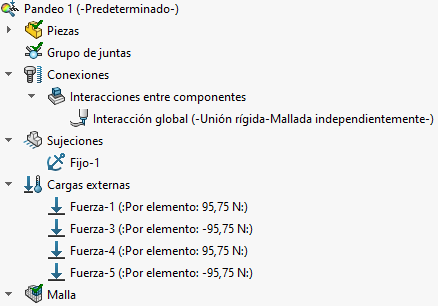 Pandeo 1 (-Predeterminado-)
Piezas
Grupo de juntas
Conexiones
Interacciones entre componentes
Interacción global (-Unión rígida-Mallada independientemente-)
Sujeciones
Fijo-1
Cargas externas
Fuerza-1 (:Por elemento: 95,75 N:)
Fuerza-3 (:Por elemento: -95,75 N:)
Fuerza-4 (:Por elemento: 95,75 N:)
Fuerza-5 (:Por elemento: -95,75 N:)
Malla